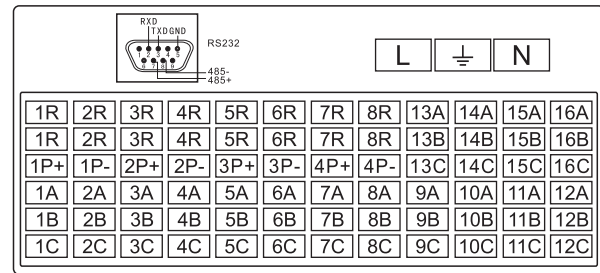 RXD
TXD GND
1 2 3 4 5
6 7 8 9
RS232
485-
485+
L N
1R 2R 3R 4R 5R 6R 7R 8R 13A 14A 15A 16A
1R 2R 3R 4R 5R 6R 7R 8R 13B 14B 15B 16B
1P+ 1P- 2P+ 2P- 3P+ 3P- 4P+ 4P- 13C 14C 15C 16C
1A 2A 3A 4A 5A 6A 7A 8A 9A 10A 11A 12A
1B 2B 3B 4B 5B 6B 7B 8B 9B 10B 11B 12B
1C 2C 3C 4C 5C 6C 7C 8C 9C 10C 11C 12C